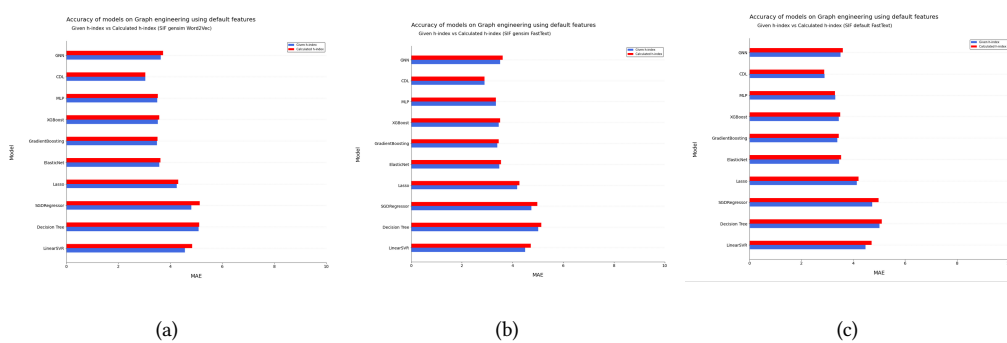 Accuracy of models on Graph engineering using default features
Given h-index vs Calculated h-index (SIF gensim Word2Vec)
Given h-index
Calculated h-index
GNN
CDL
MLP
XGBoost
GradientBoosting
ElasticNet
Lasso
SGDRegressor
Decision Tree
LinearSVR
Model
0 2 4 6 8 10
MAE
(a)
Accuracy of models on Graph engineering using default features
Given h-index vs Calculated h-index (SIF gensim FastText)
Given h-index
Calculated h-index
GNN
CDL
MLP
XGBoost
GradientBoosting
ElasticNet
Lasso
SGDRegressor
Decision Tree
LinearSVR
Model
0 2 4 6 8 10
MAE
(b)
Accuracy of models on Graph engineering using default features
Given h-index vs Calculated h-index (SIF default FastText)
Given h-index
Calculated h-index
GNN
CDL
MLP
XGBoost
GradientBoosting
ElasticNet
Lasso
SGDRegressor
Decision Tree
LinearSVR
Model
0 2 4 6 8
MAE
(c)